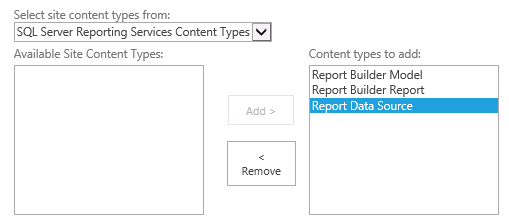 Select site content types from:
SQL Server Reporting Services Content Types
Available Site Content Types:
Content types to add:
Report Builder Model
Report Builder Report
Report Data Source
Add >
<
Remove